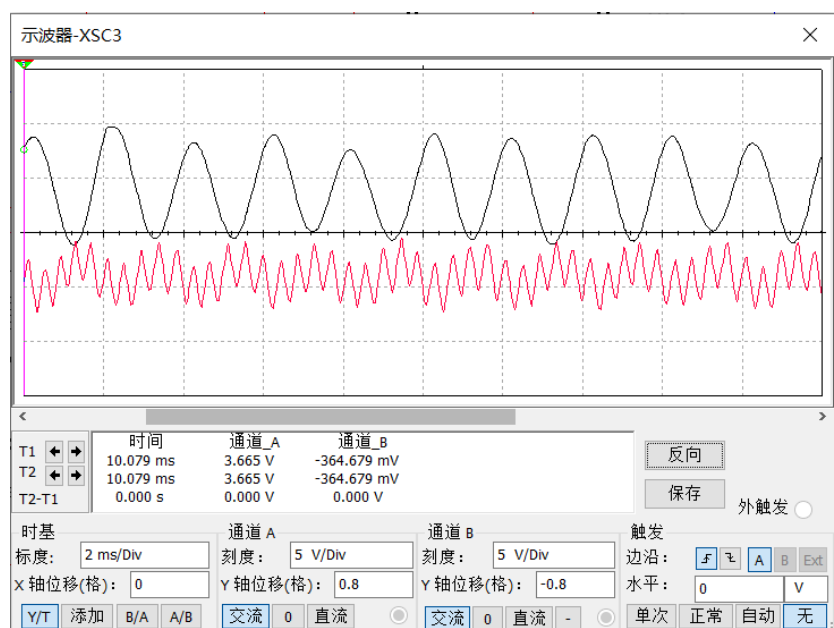 示波器-XSC3
T1
T2
T2-T1
时间 通道_A 通道_B
10.079 ms 3.665 V -364.679 mV
10.079 ms 3.665 V -364.679 mV
0.000 s 0.000 V 0.000 V
反向
保存
外触发
时基
标度: 2 ms/Div
X 轴位移(格): 0
Y/T 添加 B/A A/B
通道 A
刻度: 5 V/Div
Y 轴位移(格): 0.8
交流 0 直流
通道 B
刻度: 5 V/Div
Y 轴位移(格): -0.8
交流 0 直流 -
触发
边沿: A B Ext
水平: 0 V
单次 正常 自动 无